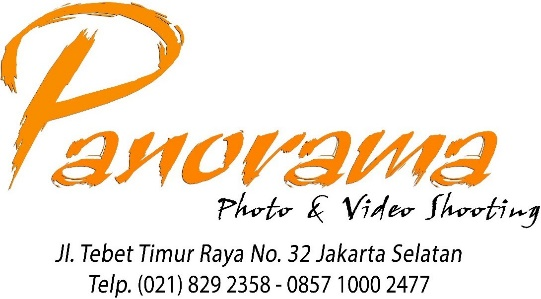 Panorama
Photo & Video Shooting
Jl. Tebet Timur Raya No. 32 Jakarta Selatan
Telp. (021) 829 2358 - 0857 1000 2477